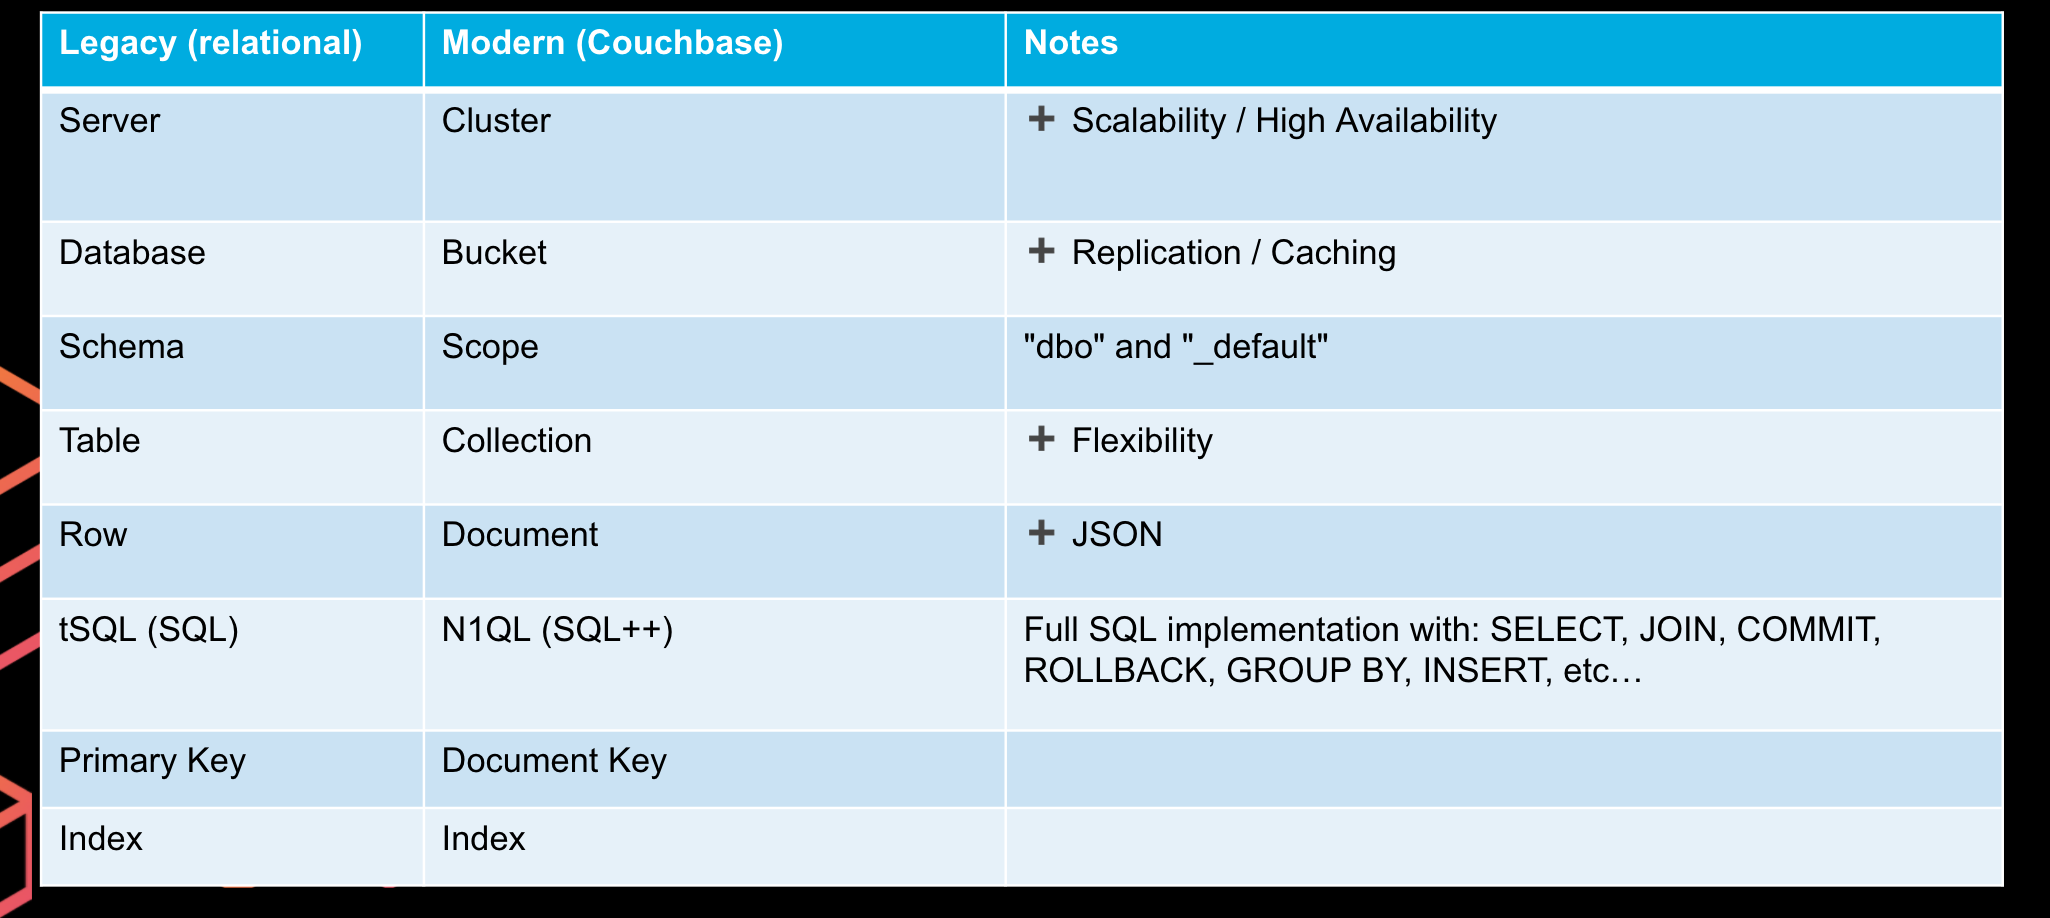 Legacy (relational) Modern (Couchbase) Notes
Server Cluster ➕ Scalability / High Availability
Database Bucket ➕ Replication / Caching
Schema Scope "dbo" and "_default"
Table Collection ➕ Flexibility
Row Document ➕ JSON
tSQL (SQL) N1QL (SQL++) Full SQL implementation with: SELECT, JOIN, COMMIT,
ROLLBACK, GROUP BY, INSERT, etc…
Primary Key Document Key
Index Index